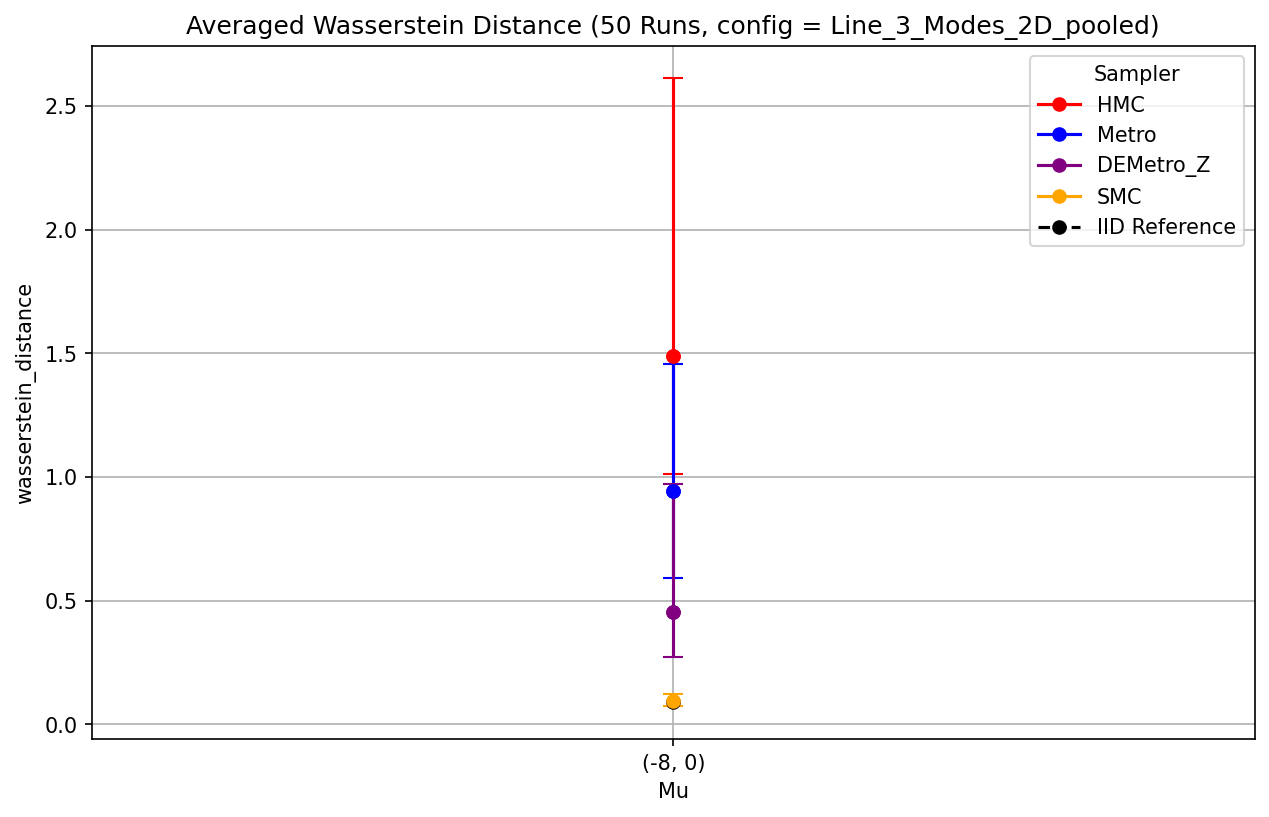 Averaged Wasserstein Distance (50 Runs, config = Line_3_Modes_2D_pooled)
Sampler
HMC
Metro
DEMetro_Z
SMC
IID Reference
wasserstein_distance
2.5
2.0
1.5
1.0
0.5
0.0
(-8, 0)
Mu